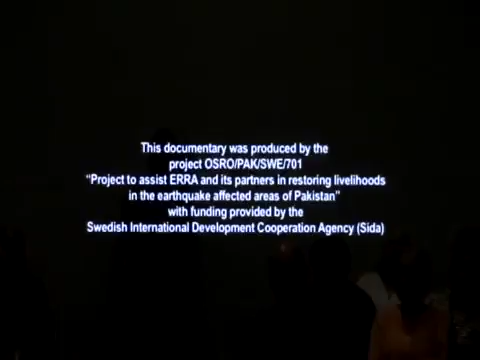 This documentary was produced by the
project OSRO/PAK/SWE/701
“Project to assist ERRA and its partners in restoring livelihoods
in the earthquake affected areas of Pakistan”
with funding provided by the
Swedish International Development Cooperation Agency (Sida)